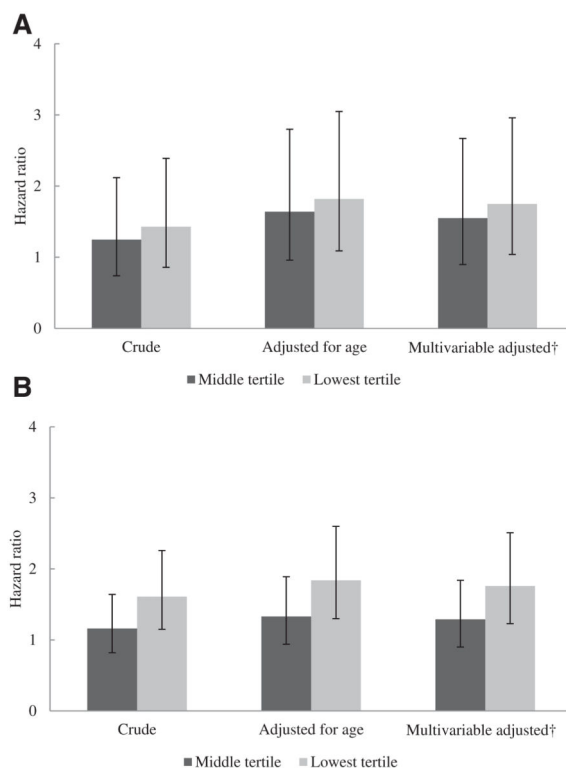 A
4
3
2
1
0
Hazard ratio
Crude
Adjusted for age
Multivariable adjusted†
Middle tertile
Lowest tertile
B
4
3
2
1
0
Hazard ratio
Crude
Adjusted for age
Multivariable adjusted†
Middle tertile
Lowest tertile